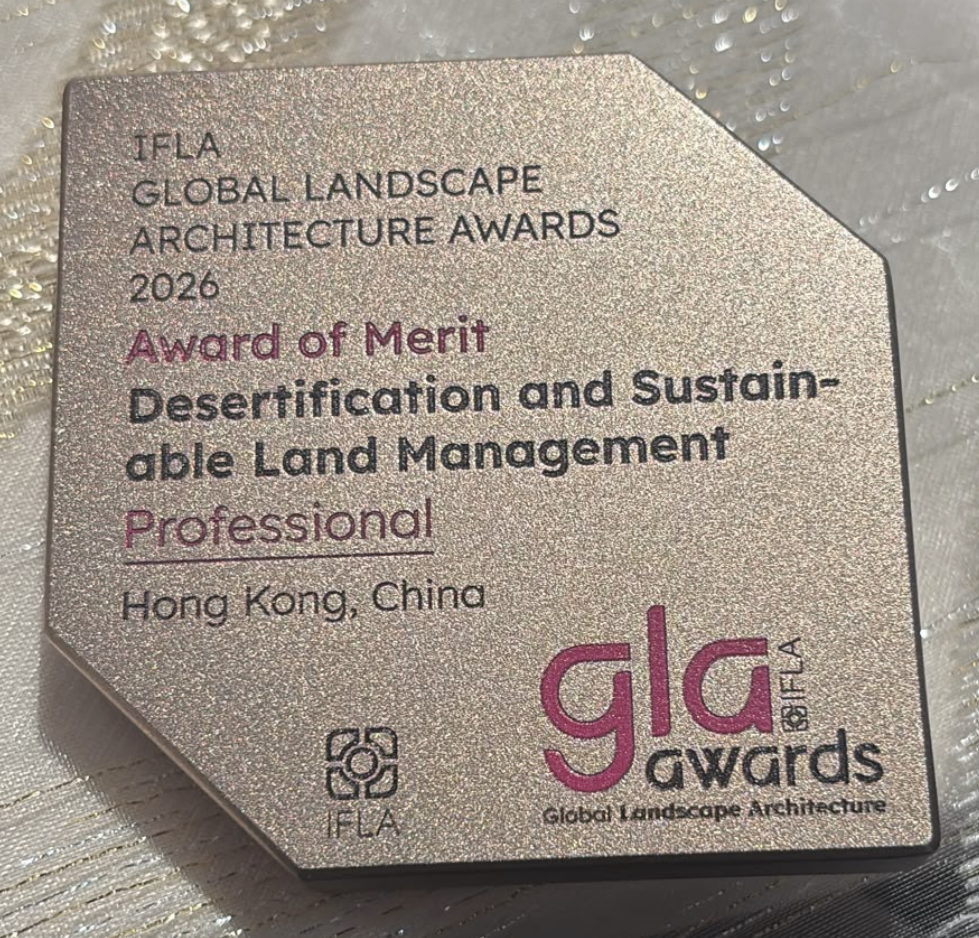 IFLA
GLOBAL LANDSCAPE
ARCHITECTURE AWARDS
2026
Award of Merit
Desertification and Sustain-
able Land Management
Professional
Hong Kong, China
gla
IFLA
awards
Global Landscape Architecture
IFLA